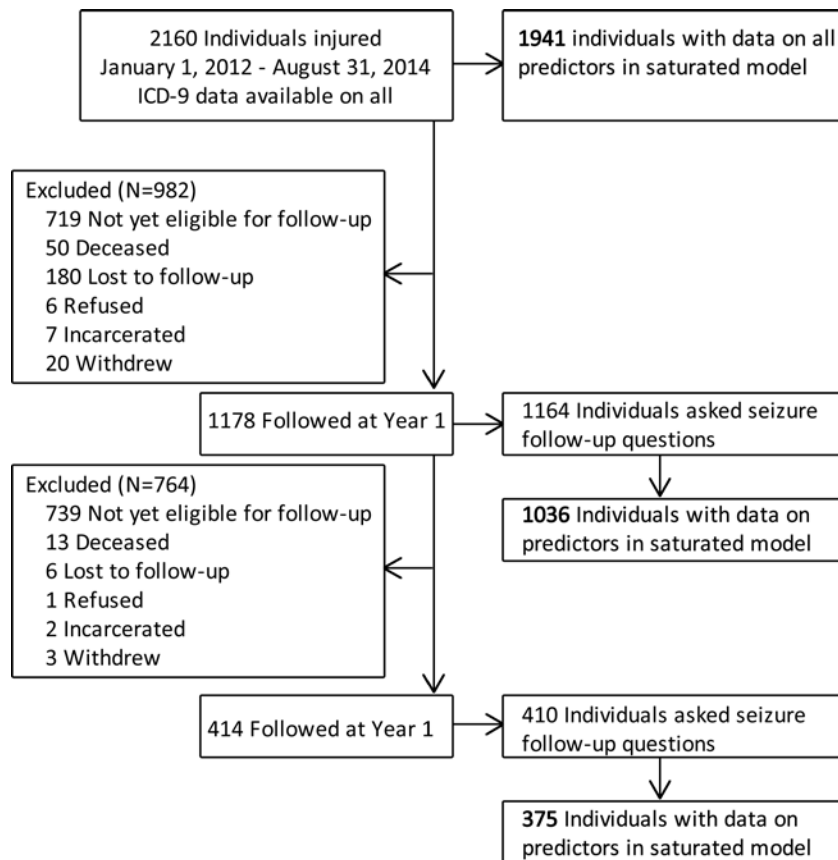 2160 Individuals injured
January 1, 2012 - August 31, 2014
ICD-9 data available on all
1941 individuals with data on all
predictors in saturated model
Excluded (N=982)
719 Not yet eligible for follow-up
50 Deceased
180 Lost to follow-up
6 Refused
7 Incarcerated
20 Withdrew
1178 Followed at Year 1
1164 Individuals asked seizure
follow-up questions
1036 Individuals with data on
predictors in saturated model
Excluded (N=764)
739 Not yet eligible for follow-up
13 Deceased
6 Lost to follow-up
1 Refused
2 Incarcerated
3 Withdrew
414 Followed at Year 1
410 Individuals asked seizure
follow-up questions
375 Individuals with data on
predictors in saturated model